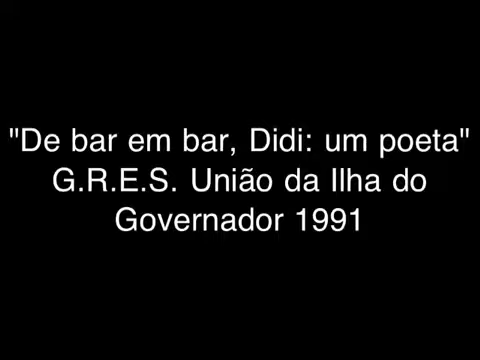 "De bar em bar, Didi: um poeta"
G.R.E.S. União da Ilha do
Governador 1991